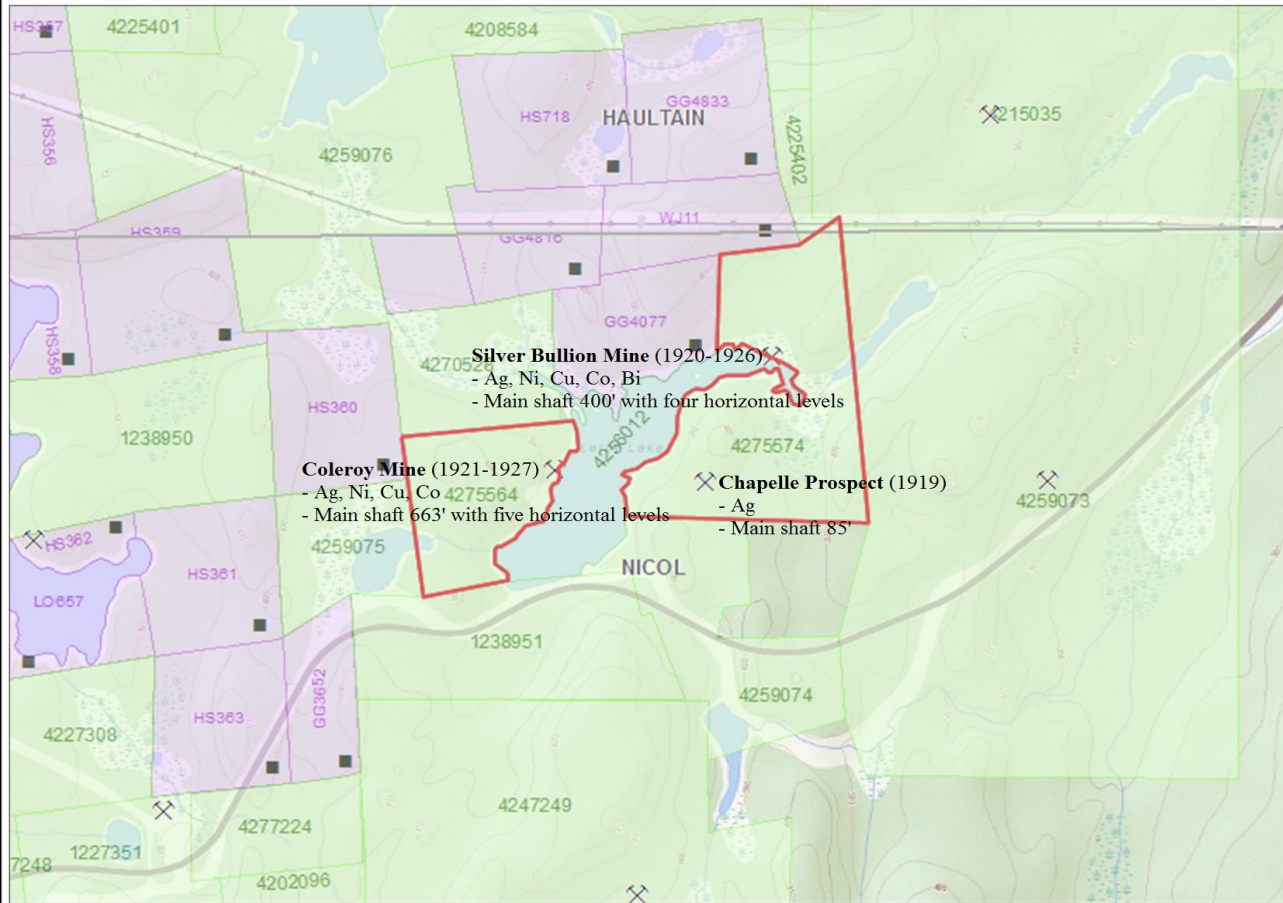 HS357
4225401
4208584
HS718
HAULTAIN
GG4833
4225402
4215035
HS356
4259076
HS359
WJ11
GG4816
HS358
GG4077
4270528
Silver Bullion Mine (1920-1926)
- Ag, Ni, Cu, Co, Bi
- Main shaft 400' with four horizontal levels
HS360
1238950
4256012
4275574
Coleroy Mine (1921-1927)
- Ag, Ni, Cu, Co
4275564
- Main shaft 663' with five horizontal levels
Chapelle Prospect (1919)
- Ag
- Main shaft 85'
4259073
HS362
4259075
NICOL
HS361
LO657
1238951
4259074
GG3652
HS363
4227308
4247249
4277224
1227351
7248
4202096